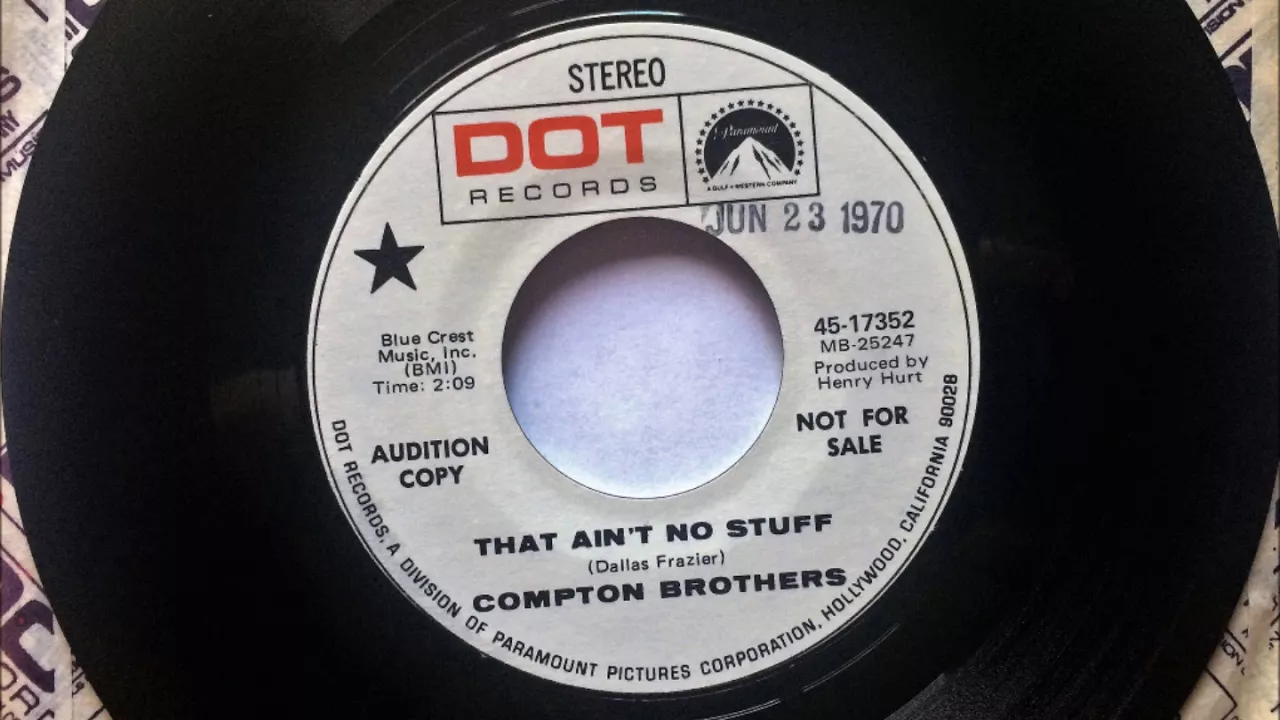 STEREO
DOT
RECORDS
Paramount
A GULF + WESTERN COMPANY
JUN 23 1970
Blue Crest
Music, Inc.
(BMI)
Time: 2:09
45-17352
MB-25247
Produced by
Henry Hurt
AUDITION
COPY
NOT FOR
SALE
THAT AIN'T NO STUFF
(Dallas Frazier)
COMPTON BROTHERS
DOT RECORDS, A DIVISION OF PARAMOUNT PICTURES CORPORATION, HOLLYWOOD, CALIFORNIA 90028